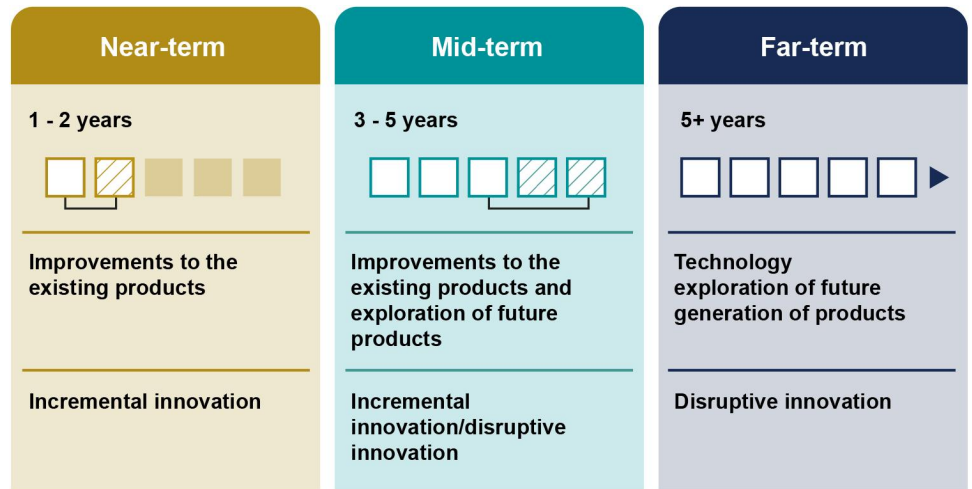 Near-term
1 - 2 years
Improvements to the
existing products
Incremental innovation
Mid-term
3 - 5 years
Improvements to the
existing products and
exploration of future
products
Incremental
innovation/disruptive
innovation
Far-term
5+ years
Technology
exploration of future
generation of products
Disruptive innovation